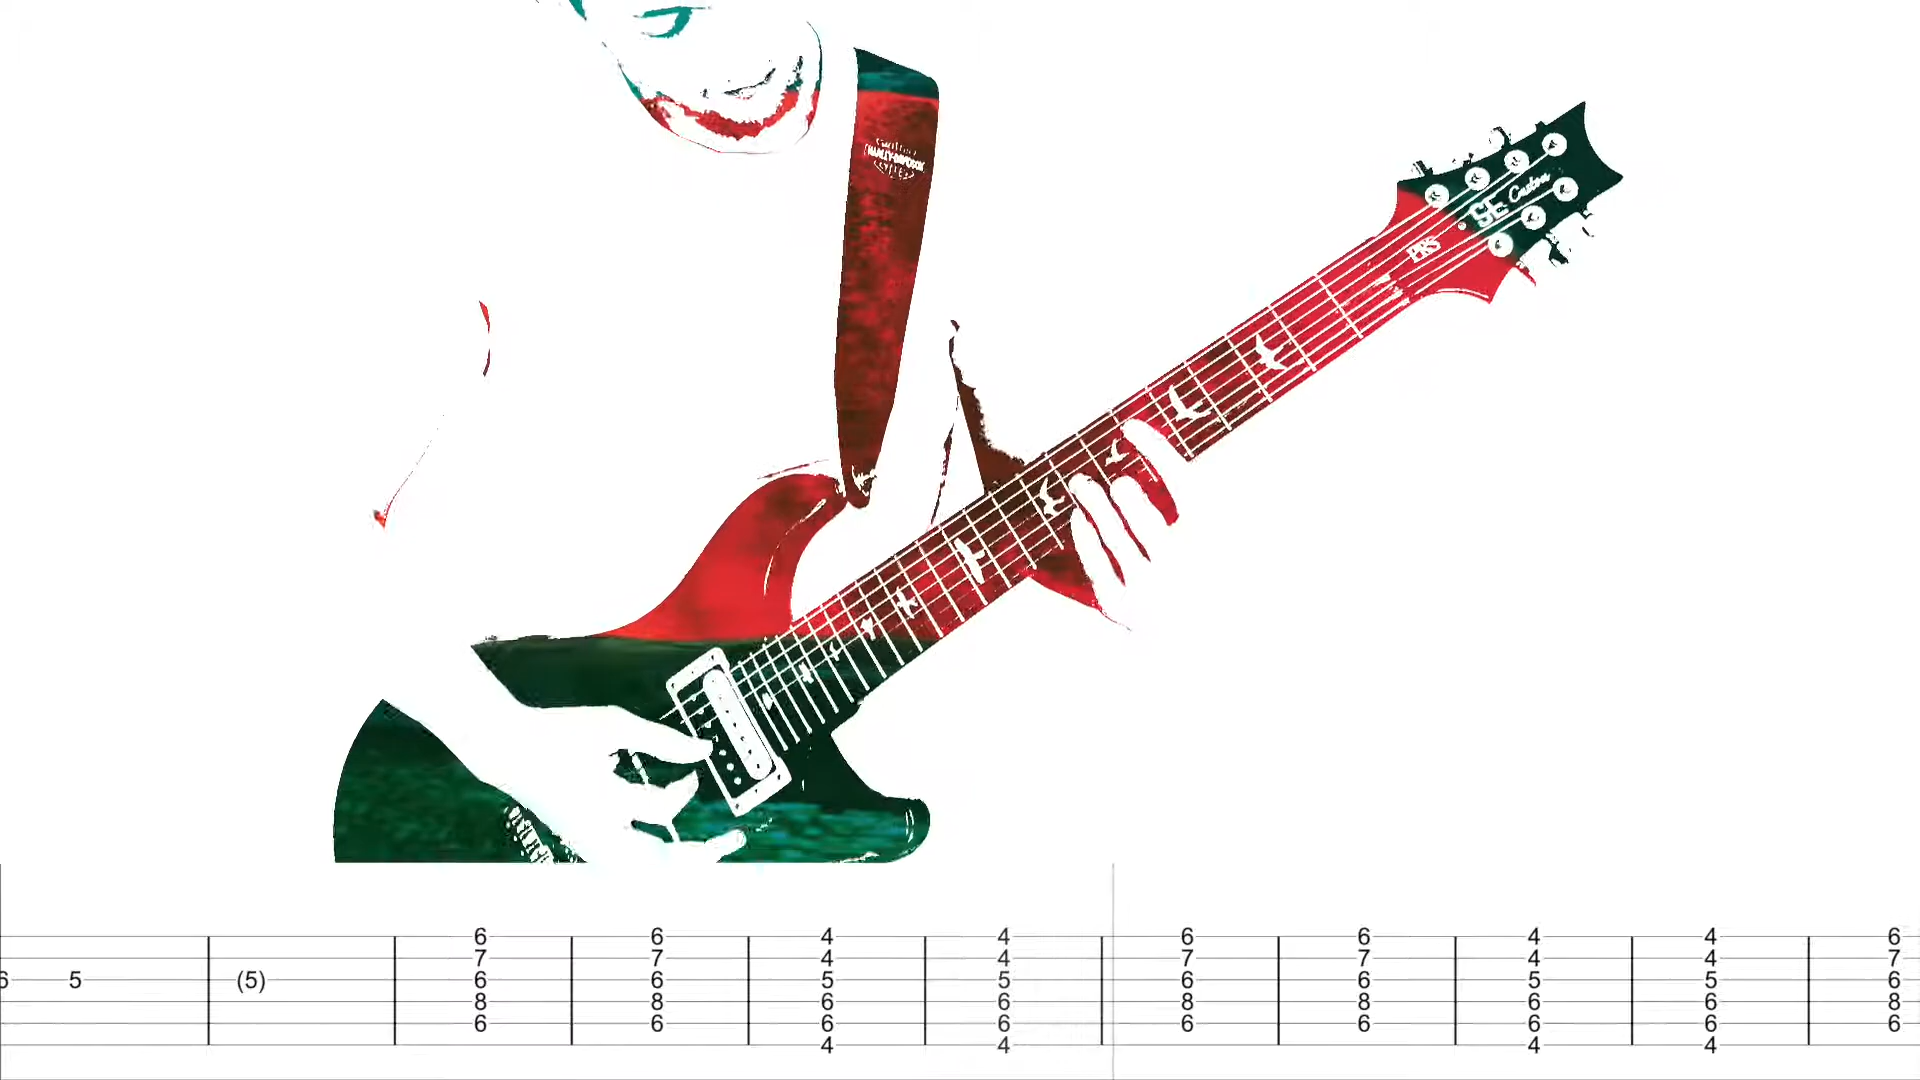 HARLEY-DAVIDSON
SE Custom
PRS
6 6 4 4 6 6 4 4 6
7 7 4 4 7 7 4 4 7
6 5 (5) 6 6 5 5 6 6 5 5 6
8 8 6 6 8 8 6 6 8
6 6 6 6 6 6 6 6 6
4 4 4 4